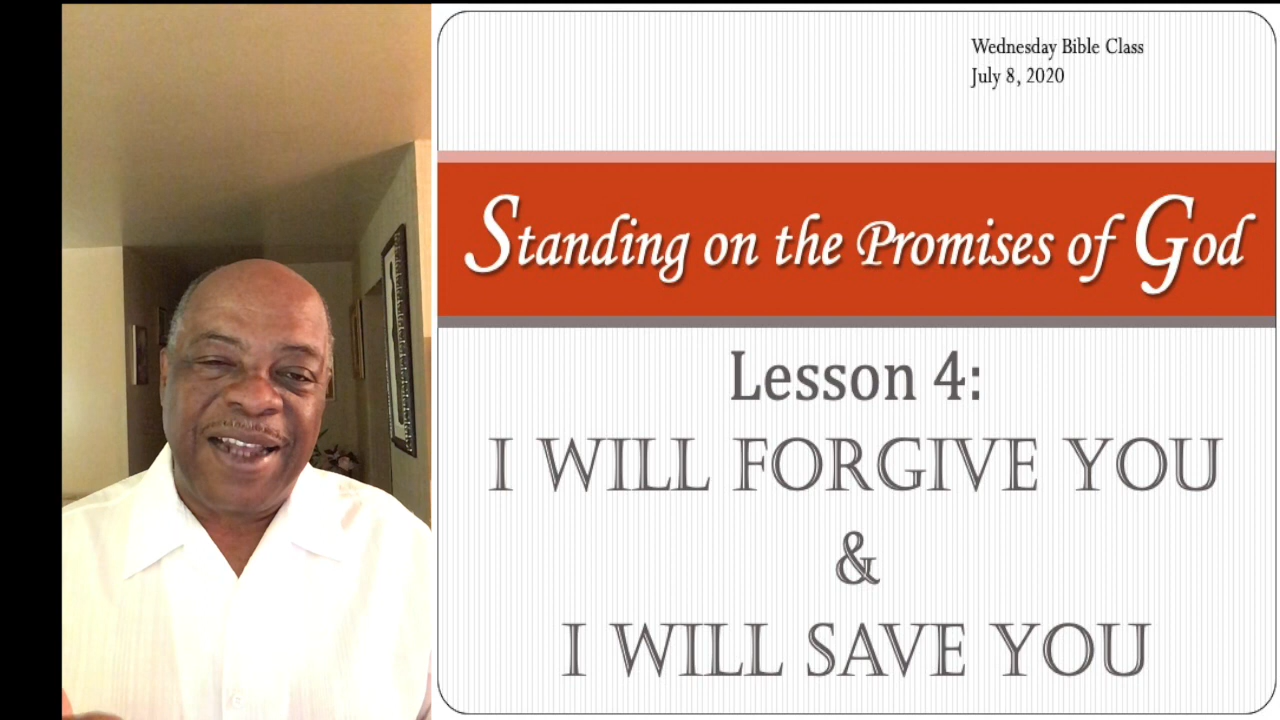 Wednesday Bible Class
July 8, 2020
Standing on the Promises of God
Lesson 4:
I WILL FORGIVE YOU
&
I WILL SAVE YOU